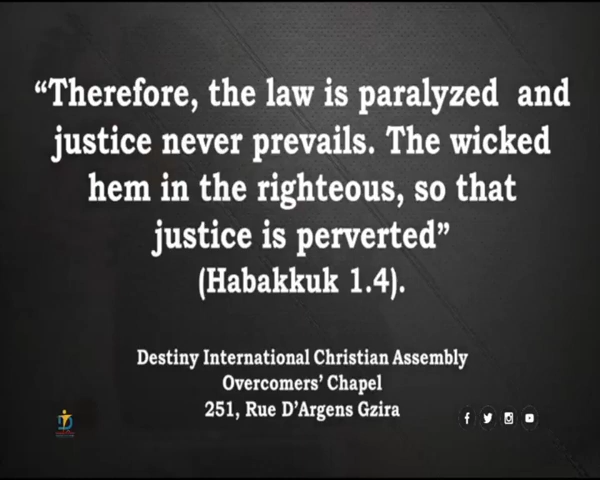 “Therefore, the law is paralyzed and
justice never prevails. The wicked
hem in the righteous, so that
justice is perverted”
(Habakkuk 1.4).
Destiny International Christian Assembly
Overcomers’ Chapel
251, Rue D’Argens Gzira